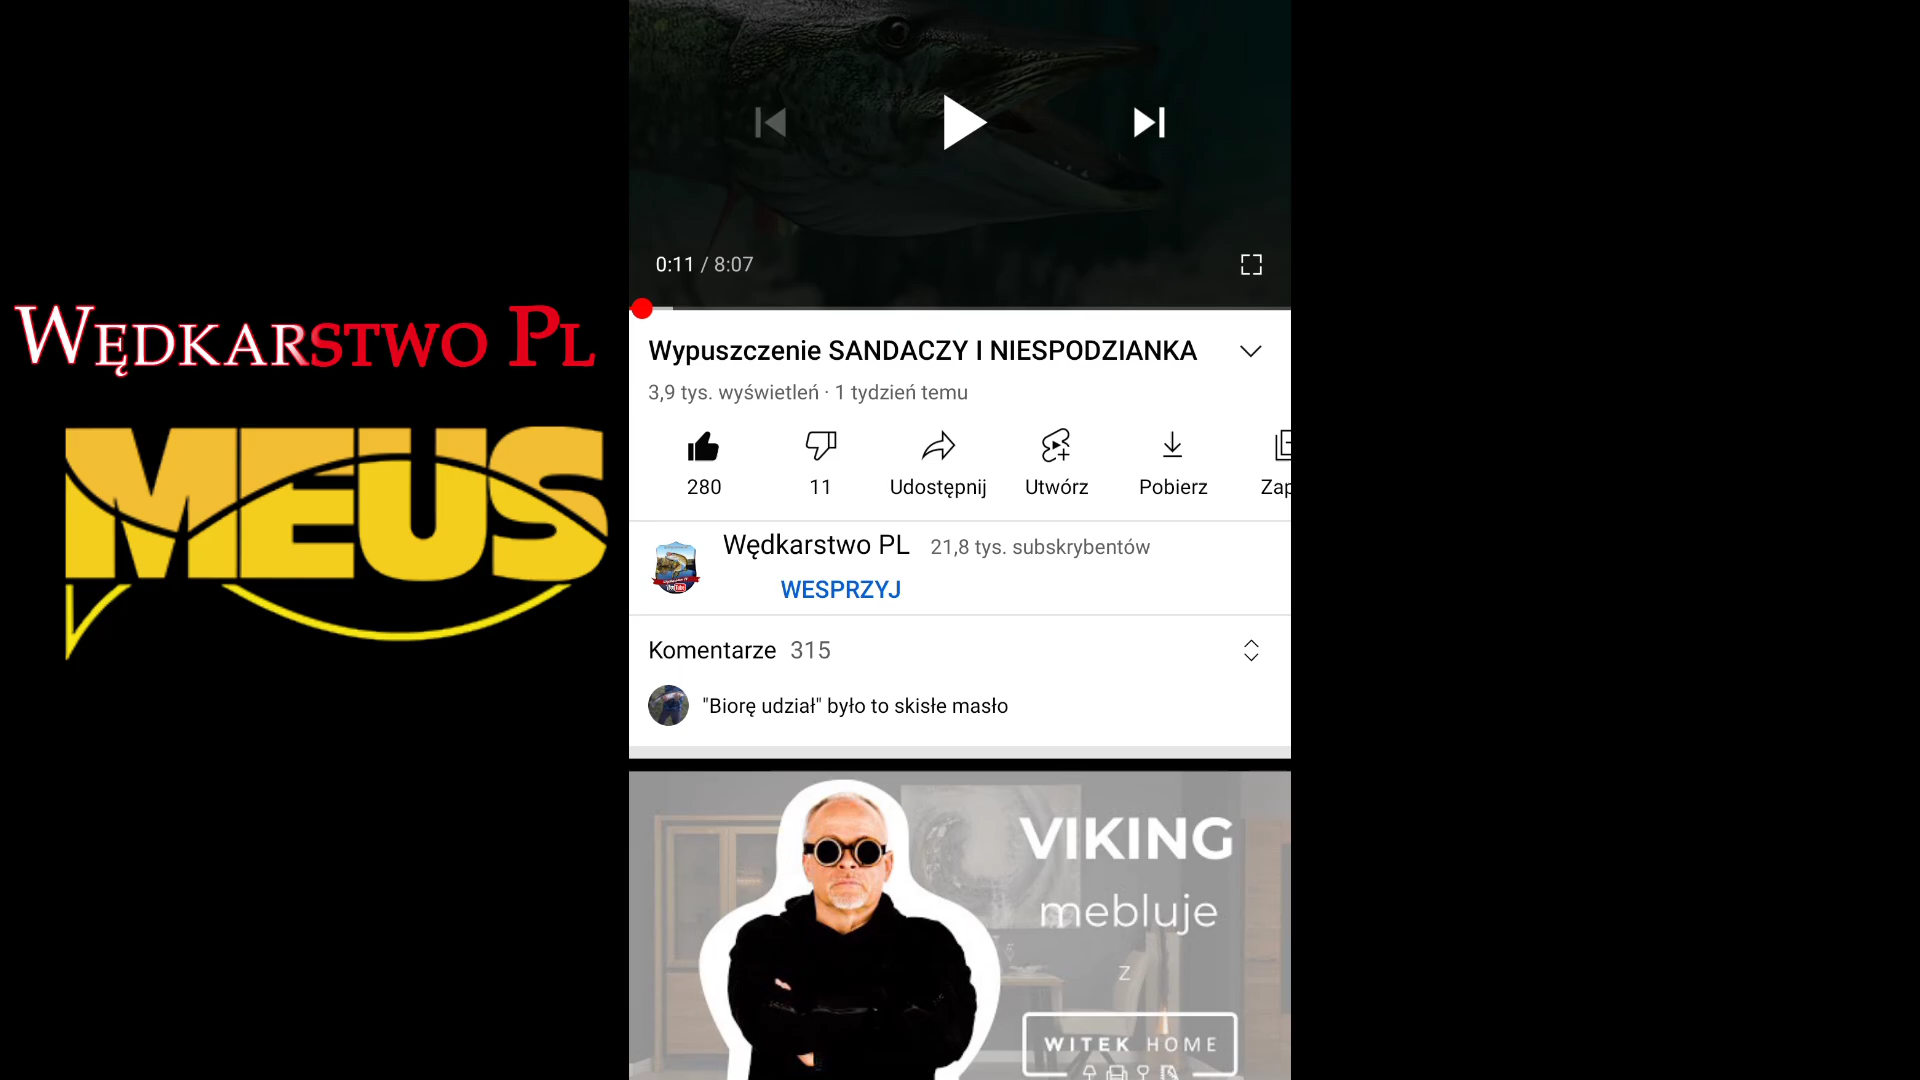 WĘDKARSTWO PL
MEUS
0:11 / 8:07
Wypuszczenie SANDACZY I NIESPODZIANKA
3,9 tys. wyświetleń · 1 tydzień temu
280
11
Udostępnij
Utwórz
Pobierz
Zap
Wędkarstwo PL 21,8 tys. subskrybentów
WESPRZYJ
Komentarze 315
"Biorę udział" było to skisłe masło
VIKING
mebluje
z
WITEK HOME